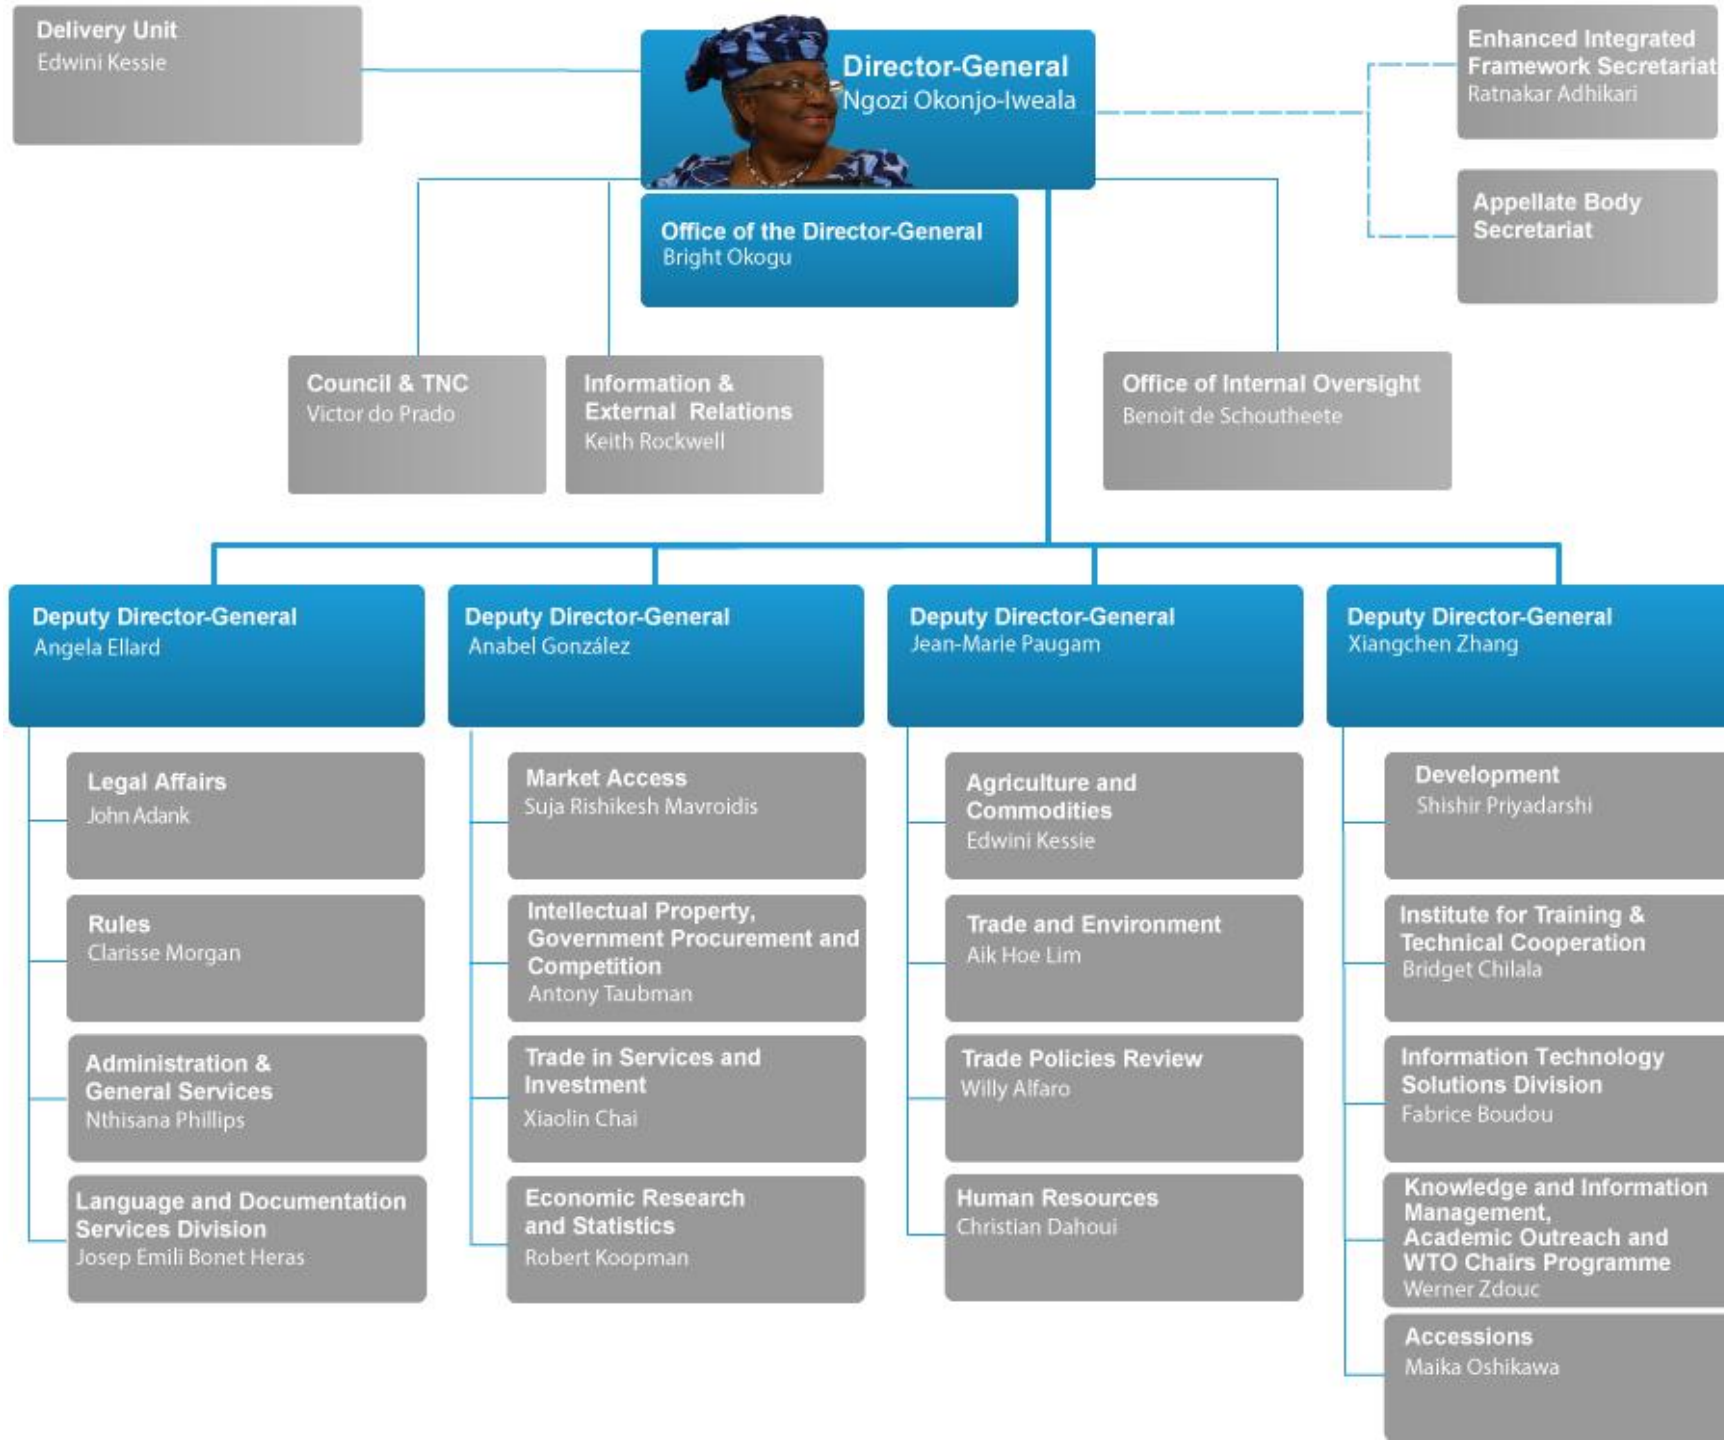 Delivery Unit
Edwini Kessie
Director-General
Ngozi Okonjo-Iweala
Enhanced Integrated
Framework Secretariat
Ratnakar Adhikari
Appellate Body
Secretariat
Office of the Director-General
Bright Okogu
Council & TNC
Victor do Prado
Information &
External Relations
Keith Rockwell
Office of Internal Oversight
Benoit de Schoutheete
Deputy Director-General
Angela Ellard
Legal Affairs
John Adank
Rules
Clarisse Morgan
Administration &
General Services
Nthisana Phillips
Language and Documentation
Services Division
Josep Emili Bonet Heras
Deputy Director-General
Anabel González
Market Access
Suja Rishikesh Mavroidis
Intellectual Property,
Government Procurement and
Competition
Antony Taubman
Trade in Services and
Investment
Xiaolin Chai
Economic Research
and Statistics
Robert Koopman
Deputy Director-General
Jean-Marie Paugam
Agriculture and
Commodities
Edwini Kessie
Trade and Environment
Aik Hoe Lim
Trade Policies Review
Willy Alfaro
Human Resources
Christian Dahoui
Deputy Director-General
Xiangchen Zhang
Development
Shishir Priyadarshi
Institute for Training &
Technical Cooperation
Bridget Chilala
Information Technology
Solutions Division
Fabrice Boudou
Knowledge and Information
Management,
Academic Outreach and
WTO Chairs Programme
Werner Zdouc
Accessions
Maika Oshikawa